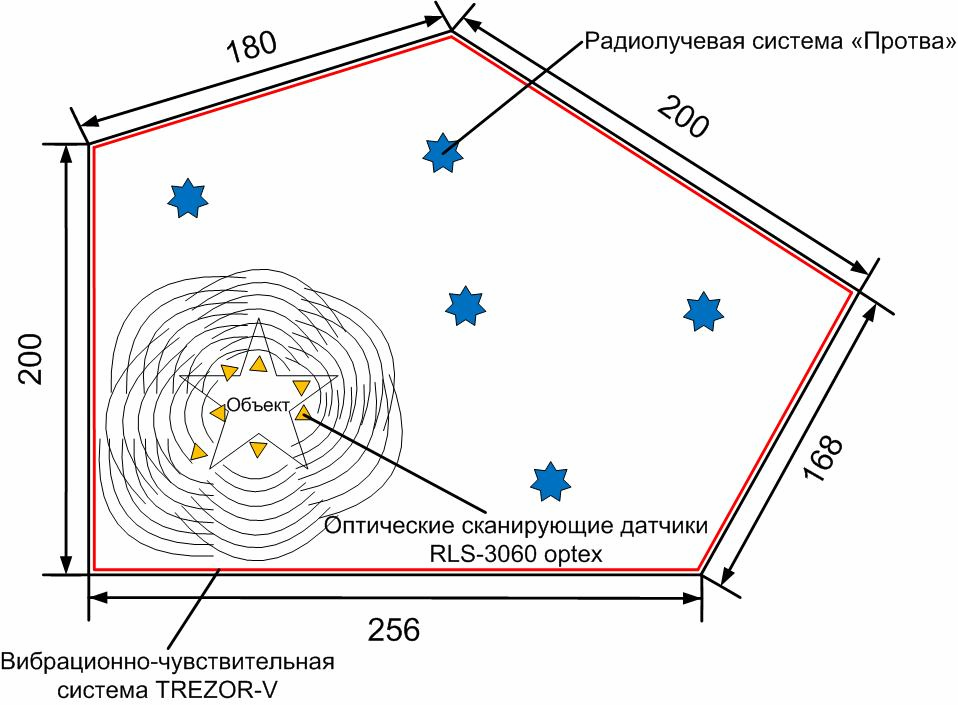 180
Радиолучевая система «Протва»
200
200
Объект
168
Оптические сканирующие датчики
RLS-3060 optex
256
Вибрационно-чувствительная
система TREZOR-V